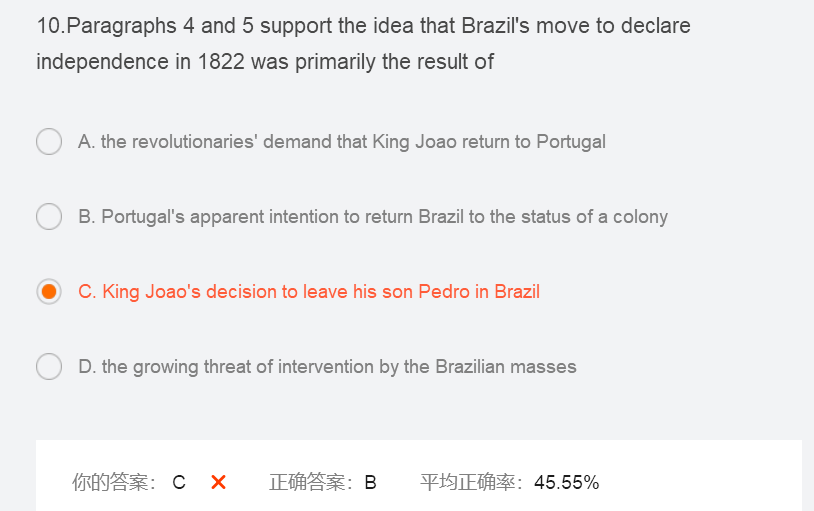 10.Paragraphs 4 and 5 support the idea that Brazil's move to declare
independence in 1822 was primarily the result of
A. the revolutionaries' demand that King Joao return to Portugal
B. Portugal's apparent intention to return Brazil to the status of a colony
C. King Joao's decision to leave his son Pedro in Brazil
D. the growing threat of intervention by the Brazilian masses
你的答案： C 正确答案：B 平均正确率：45.55%